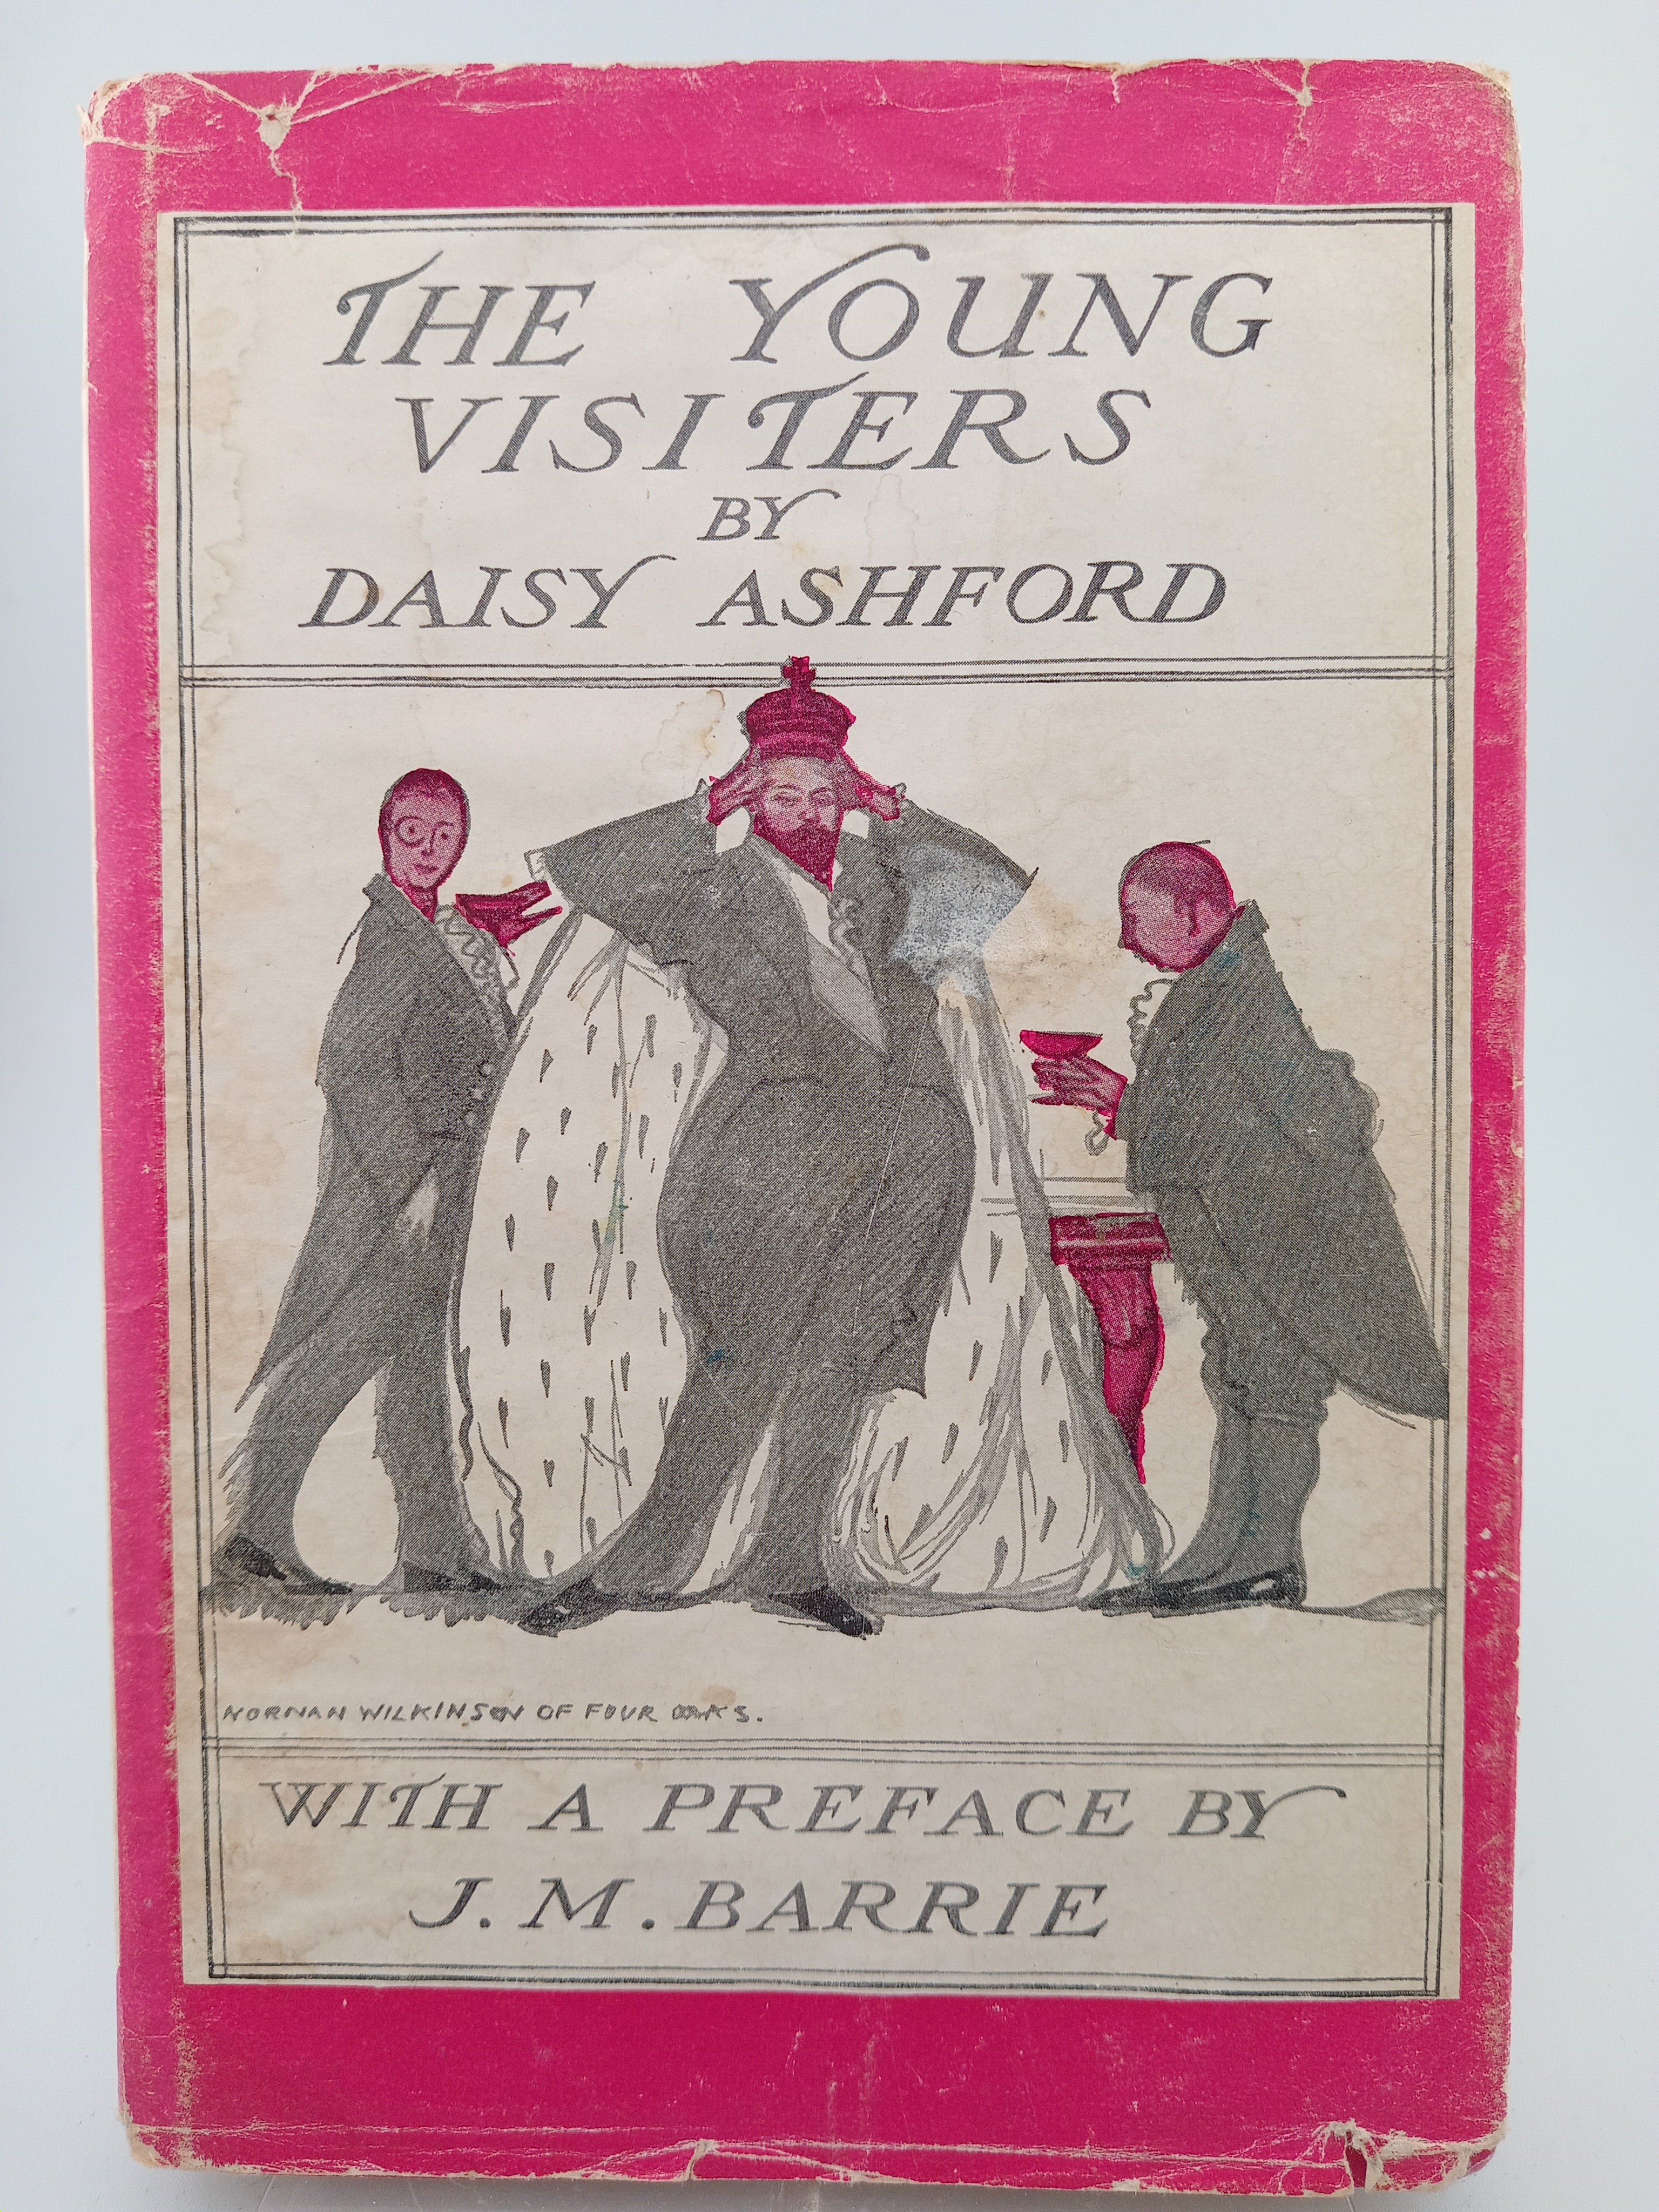 THE YOUNG
VISITERS
BY
DAISY ASHFORD
NORMAN WILKINSON OF FOUR OAKS.
WITH A PREFACE BY
J. M. BARRIE